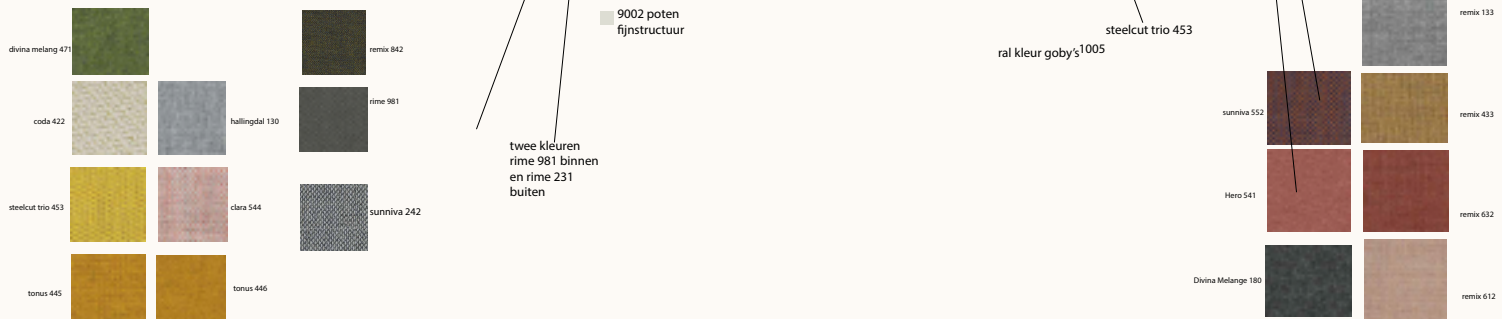 divina melang 471
remix 842
coda 422
hallingdal 130
rime 981
steelcut trio 453
clara 544
sunniva 242
tonus 445
tonus 446
9002 poten
fijnstructuur
twee kleuren
rime 981 binnen
en rime 231
buiten
steelcut trio 453
ral kleur goby's 1005
remix 133
sunniva 552
remix 433
Hero 541
remix 632
Divina Melange 180
remix 612